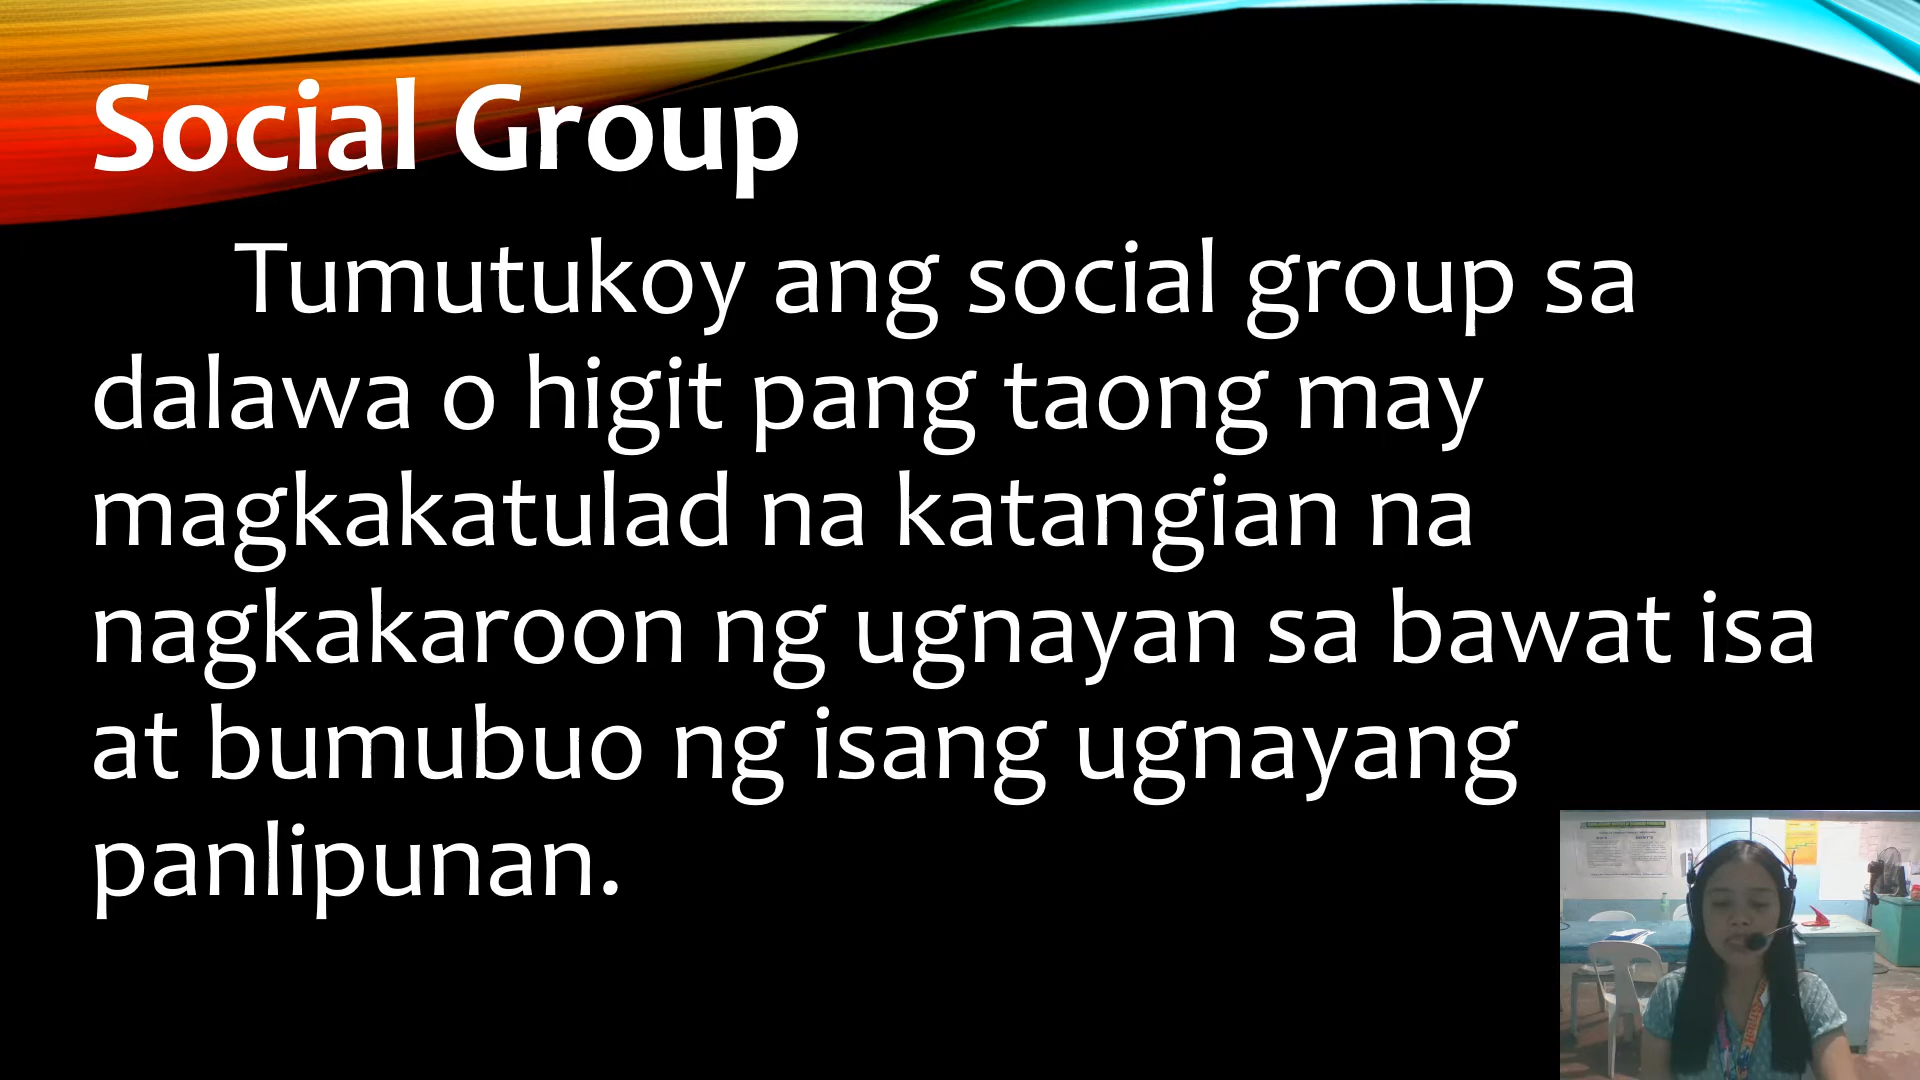 Social Group
Tumutukoy ang social group sa
dalawa o higit pang taong may
magkakatulad na katangian na
nagkakaroon ng ugnayan sa bawat isa
at bumubuo ng isang ugnayang
panlipunan.